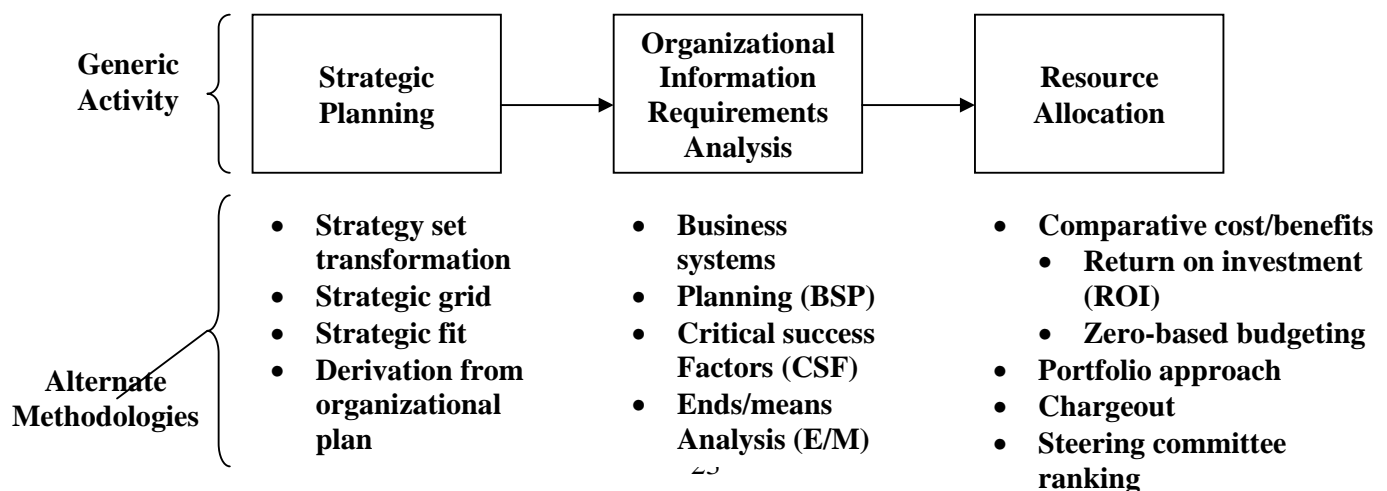 Generic
Activity
Strategic
Planning
Organizational
Information
Requirements
Analysis
Resource
Allocation
Alternate
Methodologies
• Strategy set
transformation
• Strategic grid
• Strategic fit
• Derivation from
organizational
plan
• Business
systems
• Planning (BSP)
• Critical success
Factors (CSF)
• Ends/means
Analysis (E/M)
• Comparative cost/benefits
• Return on investment
(ROI)
• Zero-based budgeting
• Portfolio approach
• Chargeout
• Steering committee
ranking